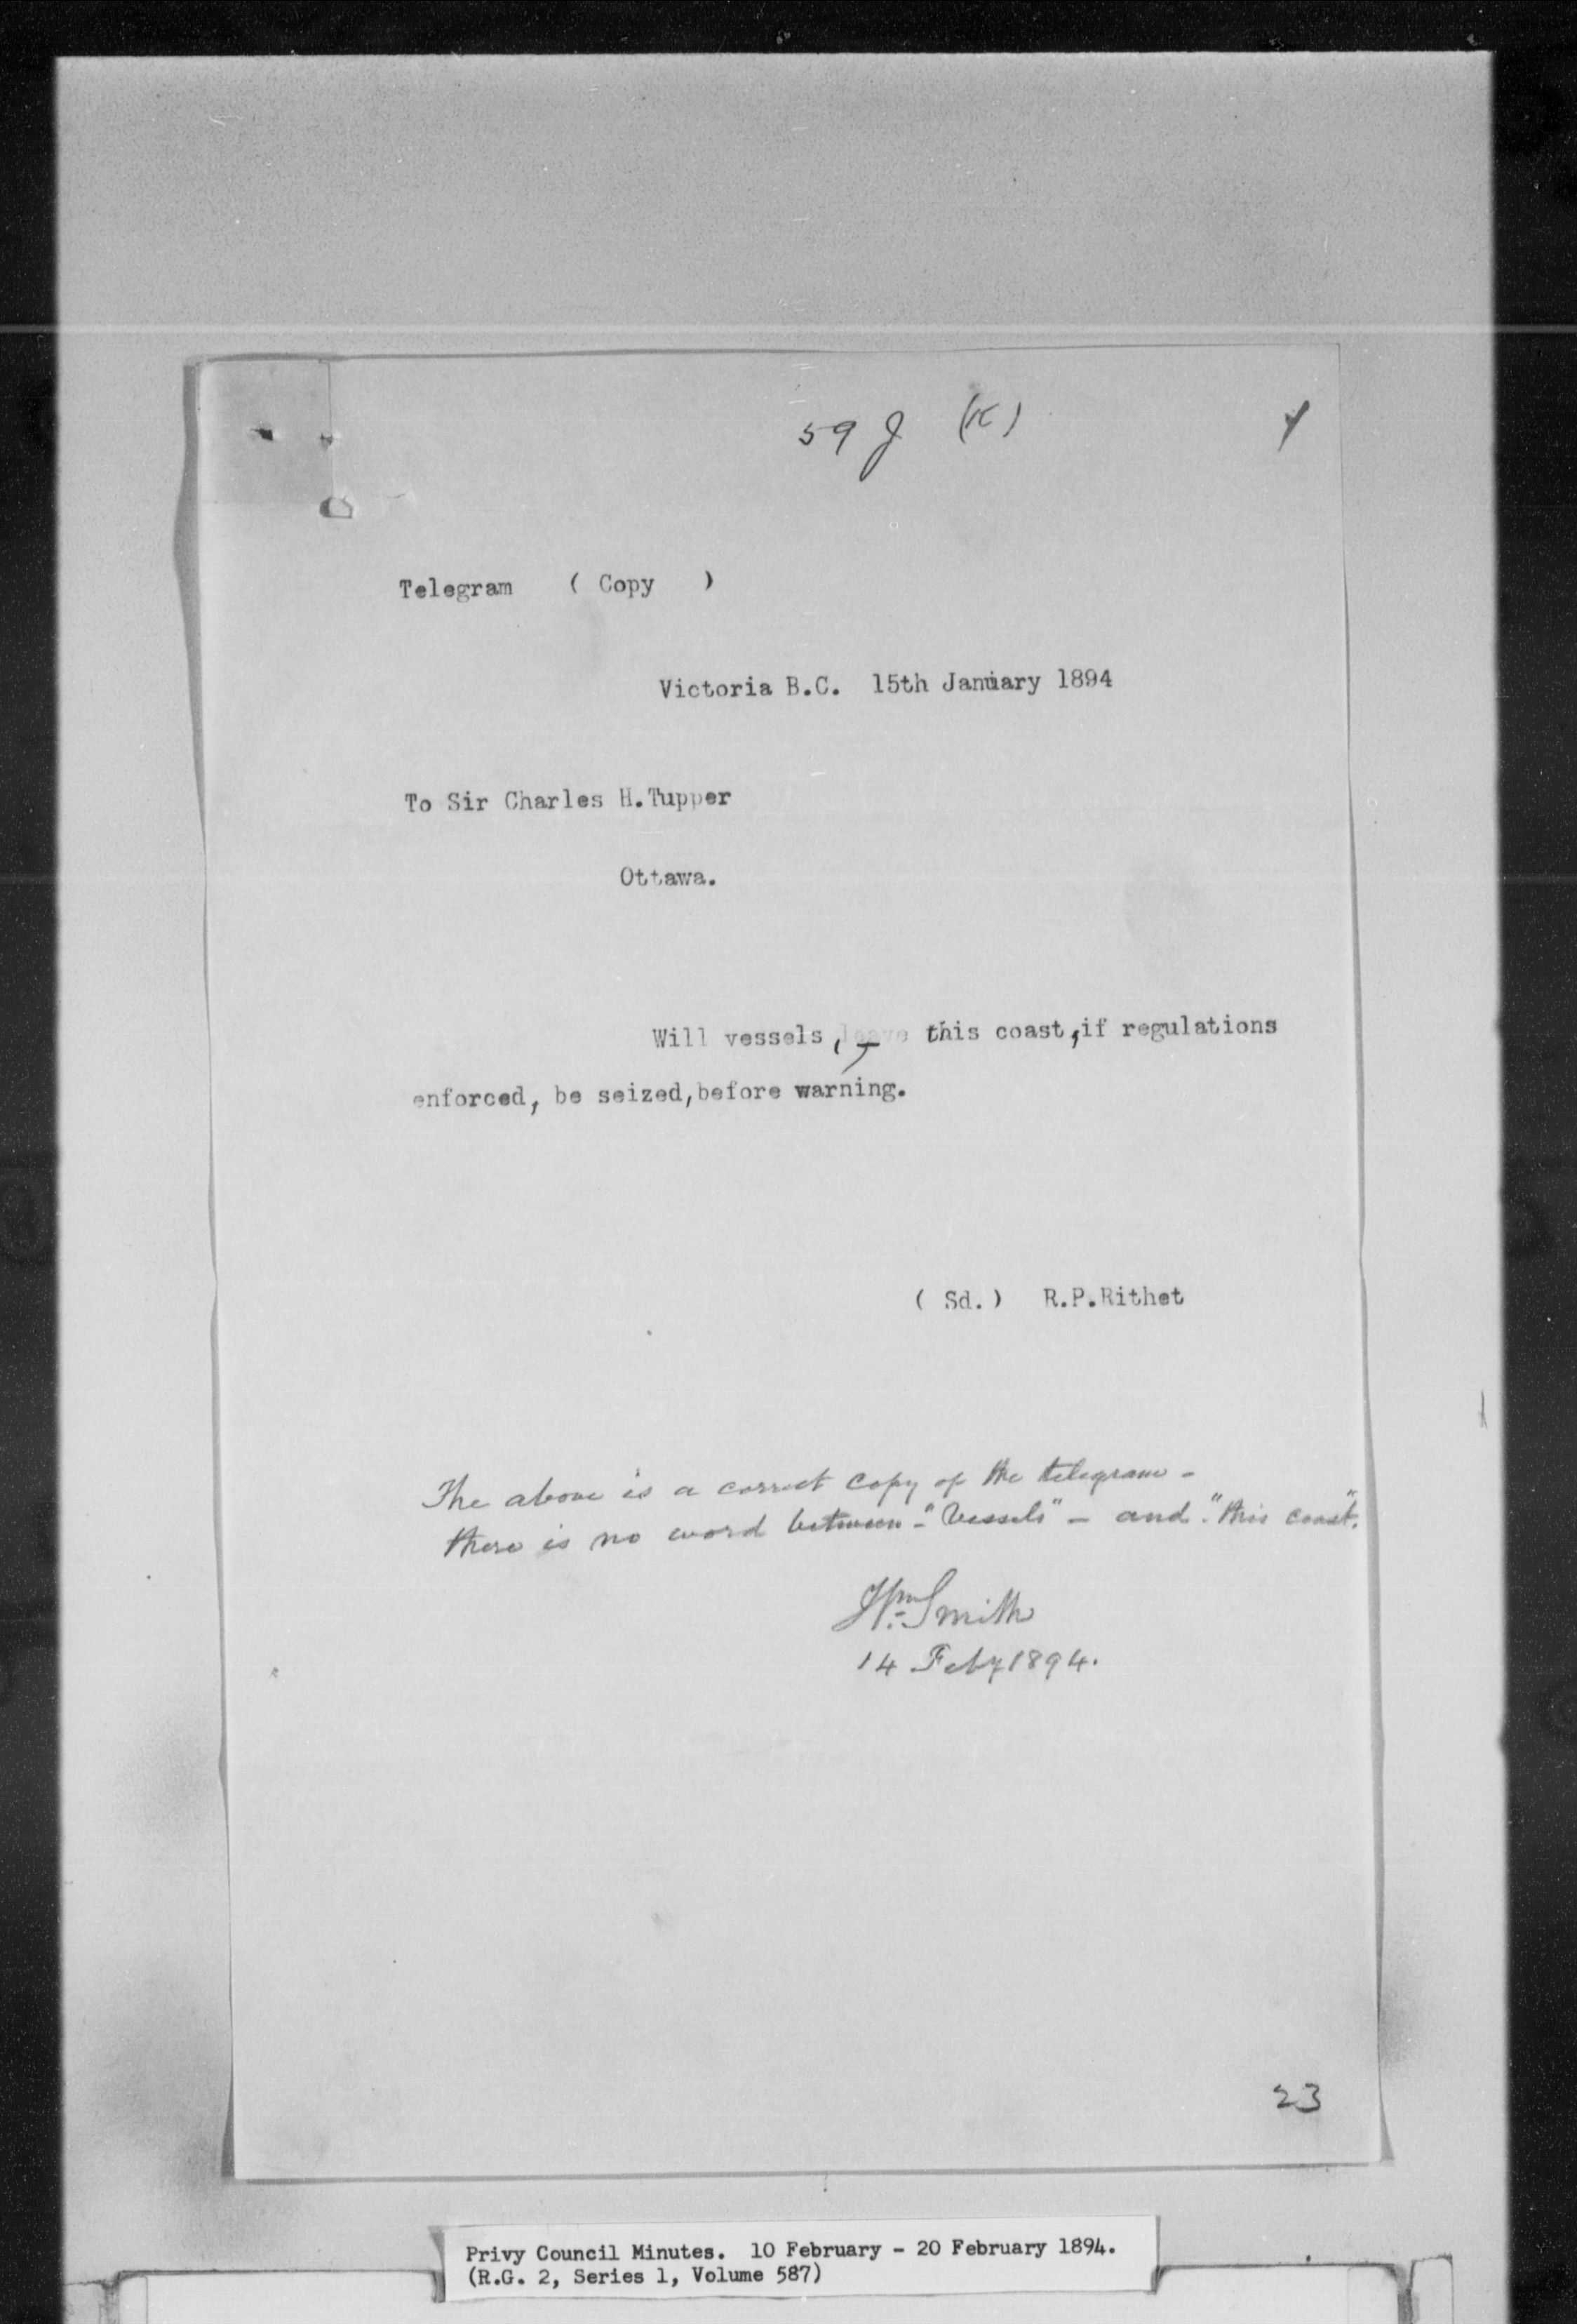 59 J (K)
Telegram ( Copy )
Victoria B.C. 15th January 1894
To Sir Charles H.Tupper
Ottawa.
Will vessels, this coast,if regulations
enforced, be seized,before warning.
( Sd.) R.P.Rithet
The above is a correct copy of the telegram -
there is no word between - "Vessels" - and "this coast".
Wm Smith
14 Feby 1894.
23
Privy Council Minutes. 10 February - 20 February 1894.
(R.G. 2, Series 1, Volume 587)